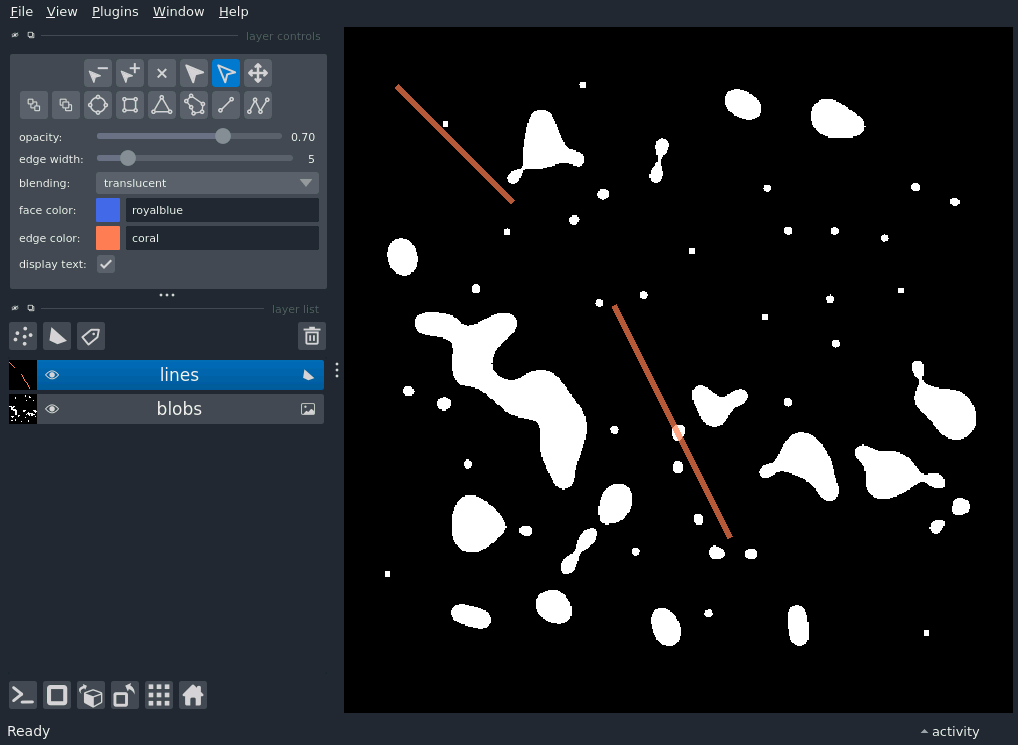 File View Plugins Window Help
layer controls
opacity: 0.70
edge width: 5
blending: translucent
face color: royalblue
edge color: coral
display text:
layer list
lines
blobs
Ready
activity